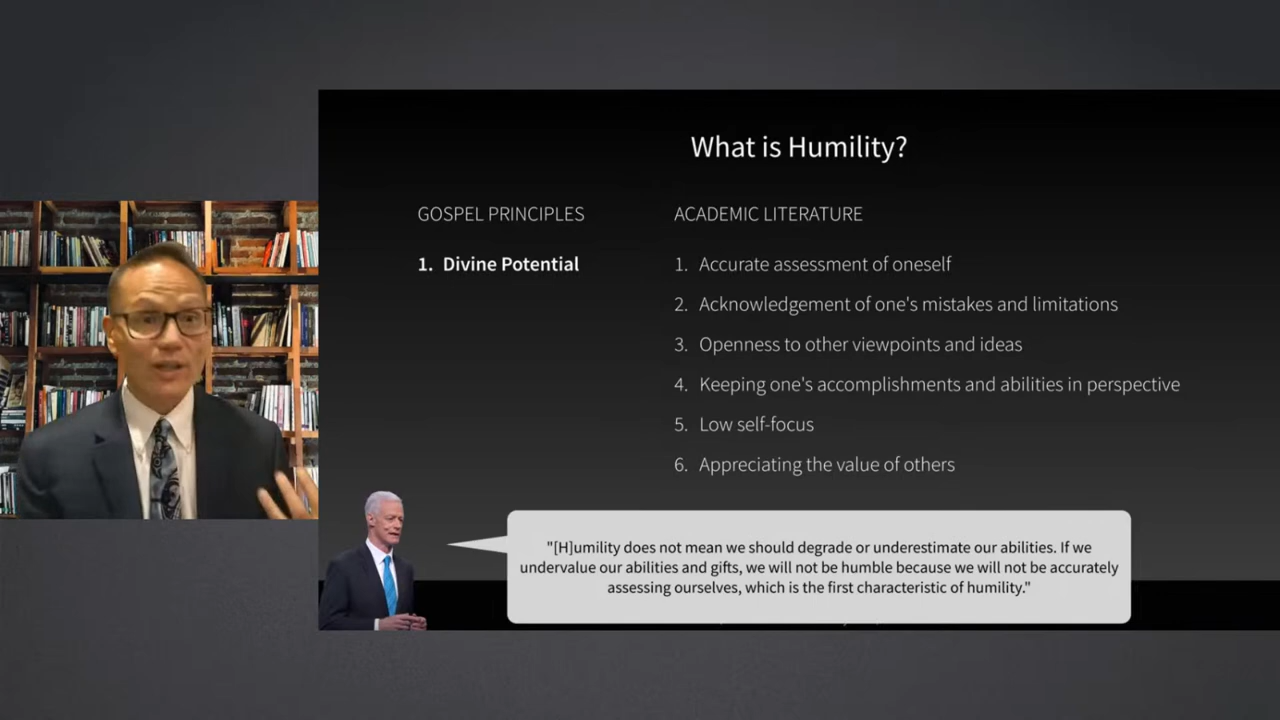 What is Humility?
GOSPEL PRINCIPLES
1. Divine Potential
ACADEMIC LITERATURE
1. Accurate assessment of oneself
2. Acknowledgement of one's mistakes and limitations
3. Openness to other viewpoints and ideas
4. Keeping one's accomplishments and abilities in perspective
5. Low self-focus
6. Appreciating the value of others
"[H]umility does not mean we should degrade or underestimate our abilities. If we
undervalue our abilities and gifts, we will not be humble because we will not be accurately
assessing ourselves, which is the first characteristic of humility."